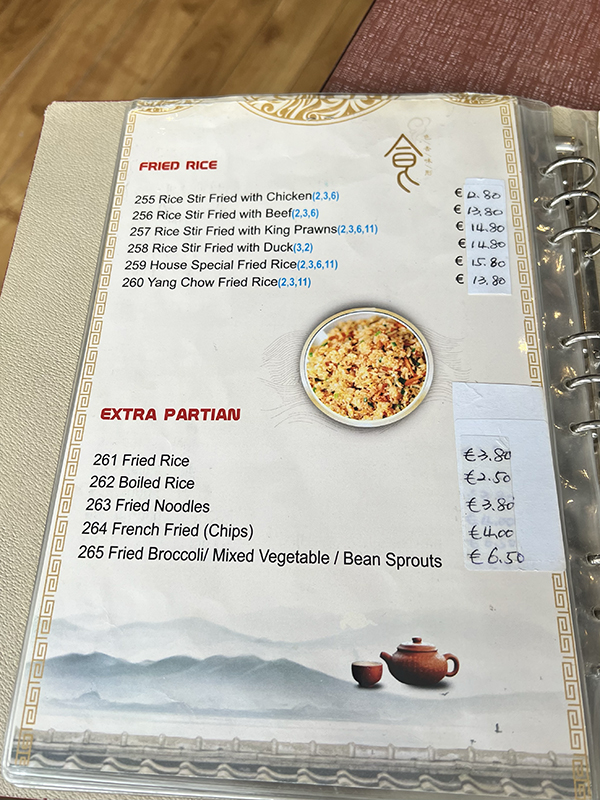 FRIED RICE
255 Rice Stir Fried with Chicken(2,3,6) € 12.80
256 Rice Stir Fried with Beef(2,3,6) € 13.80
257 Rice Stir Fried with King Prawns(2,3,6,11) € 14.80
258 Rice Stir Fried with Duck(3,2) € 14.80
259 House Special Fried Rice(2,3,6,11) € 15.80
260 Yang Chow Fried Rice(2,3,11) € 13.80
EXTRA PARTIAN
261 Fried Rice €3.80
262 Boiled Rice €2.50
263 Fried Noodles €3.80
264 French Fried (Chips) €4.00
265 Fried Broccoli/ Mixed Vegetable / Bean Sprouts €6.50